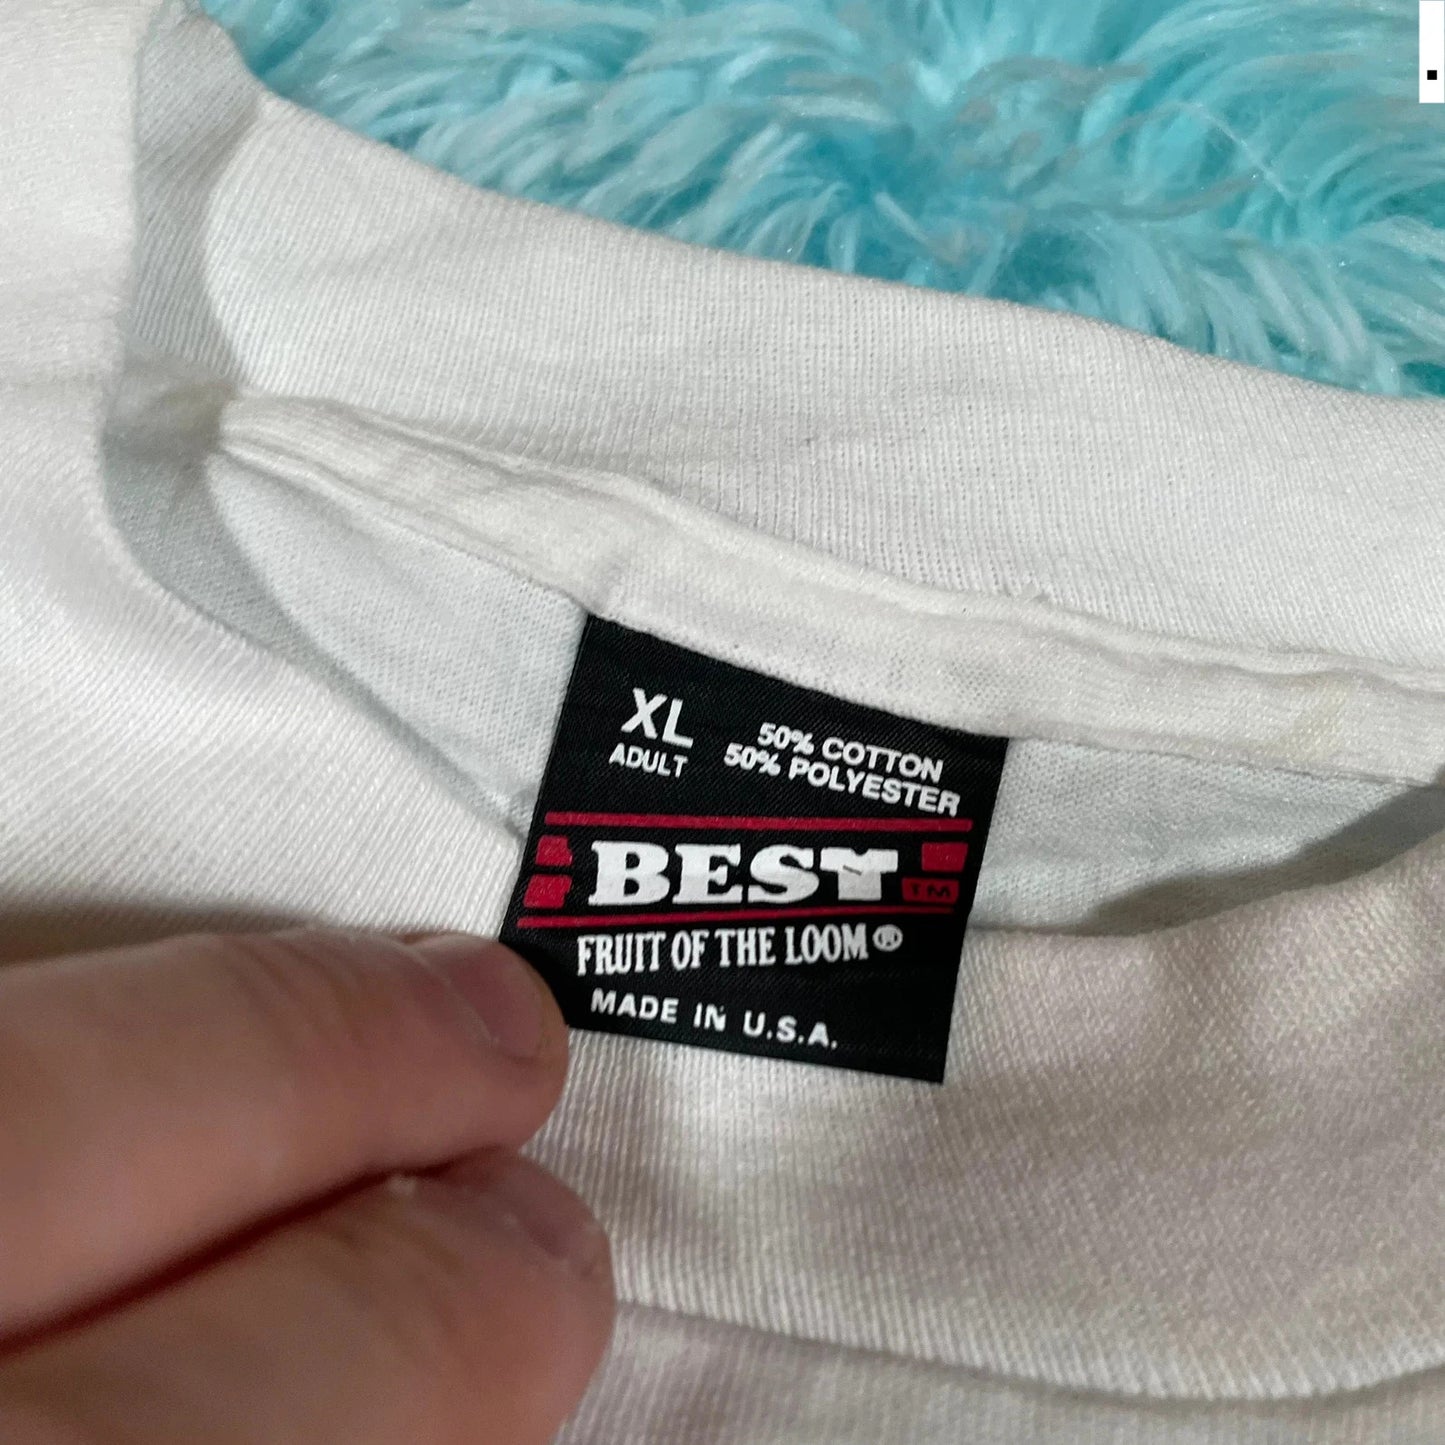 XL
ADULT
50% COTTON
50% POLYESTER
BEST TM
FRUIT OF THE LOOM®
MADE IN U.S.A.
.